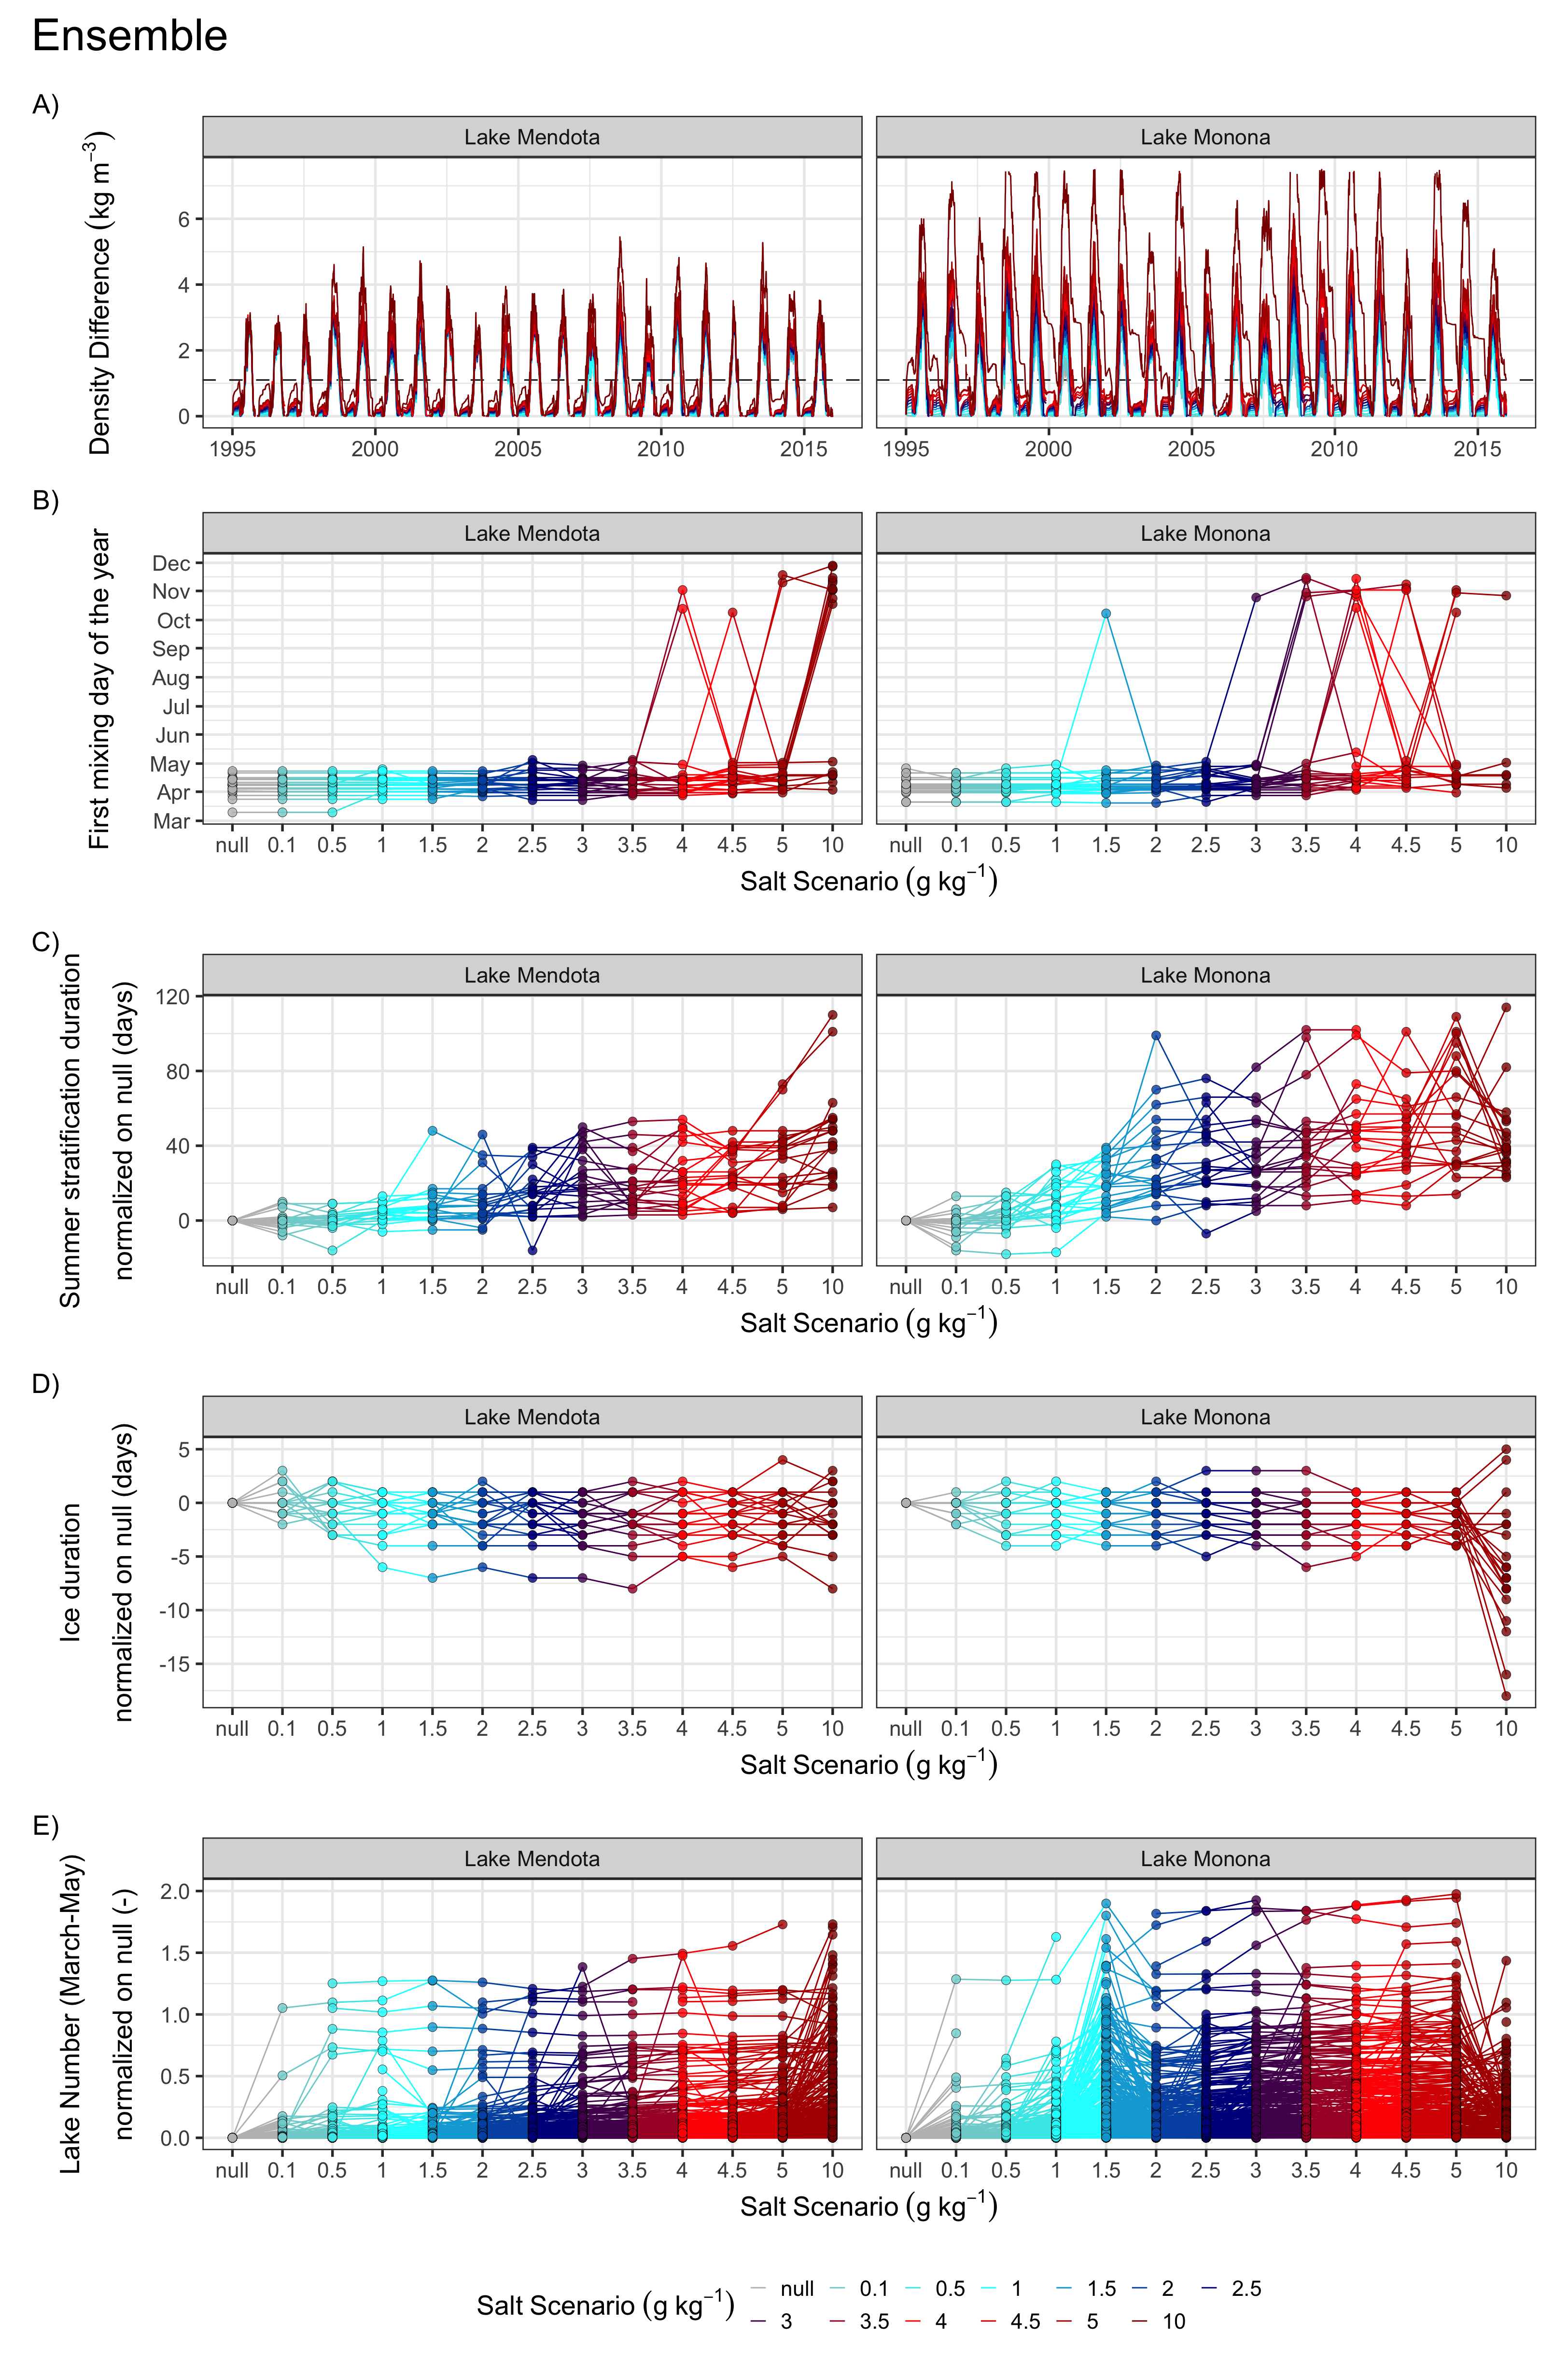 Ensemble
A)
Lake Mendota
Lake Monona
Density Difference (kg m⁻³)
6
4
2
0
1995 2000 2005 2010 2015
1995 2000 2005 2010 2015
B)
Lake Mendota
Lake Monona
First mixing day of the year
Dec
Nov
Oct
Sep
Aug
Jul
Jun
May
Apr
Mar
null 0.1 0.5 1 1.5 2 2.5 3 3.5 4 4.5 5 10
null 0.1 0.5 1 1.5 2 2.5 3 3.5 4 4.5 5 10
Salt Scenario (g kg⁻¹)
C)
Lake Mendota
Lake Monona
Summer stratification duration
normalized on null (days)
120
80
40
0
null 0.1 0.5 1 1.5 2 2.5 3 3.5 4 4.5 5 10
null 0.1 0.5 1 1.5 2 2.5 3 3.5 4 4.5 5 10
Salt Scenario (g kg⁻¹)
D)
Lake Mendota
Lake Monona
Ice duration
normalized on null (days)
5
0
-5
-10
-15
null 0.1 0.5 1 1.5 2 2.5 3 3.5 4 4.5 5 10
null 0.1 0.5 1 1.5 2 2.5 3 3.5 4 4.5 5 10
Salt Scenario (g kg⁻¹)
E)
Lake Mendota
Lake Monona
Lake Number (March-May)
normalized on null (-)
2.0
1.5
1.0
0.5
0.0
null 0.1 0.5 1 1.5 2 2.5 3 3.5 4 4.5 5 10
null 0.1 0.5 1 1.5 2 2.5 3 3.5 4 4.5 5 10
Salt Scenario (g kg⁻¹)
Salt Scenario (g kg⁻¹)
null 0.1 0.5 1 1.5 2 2.5
3 3.5 4 4.5 5 10